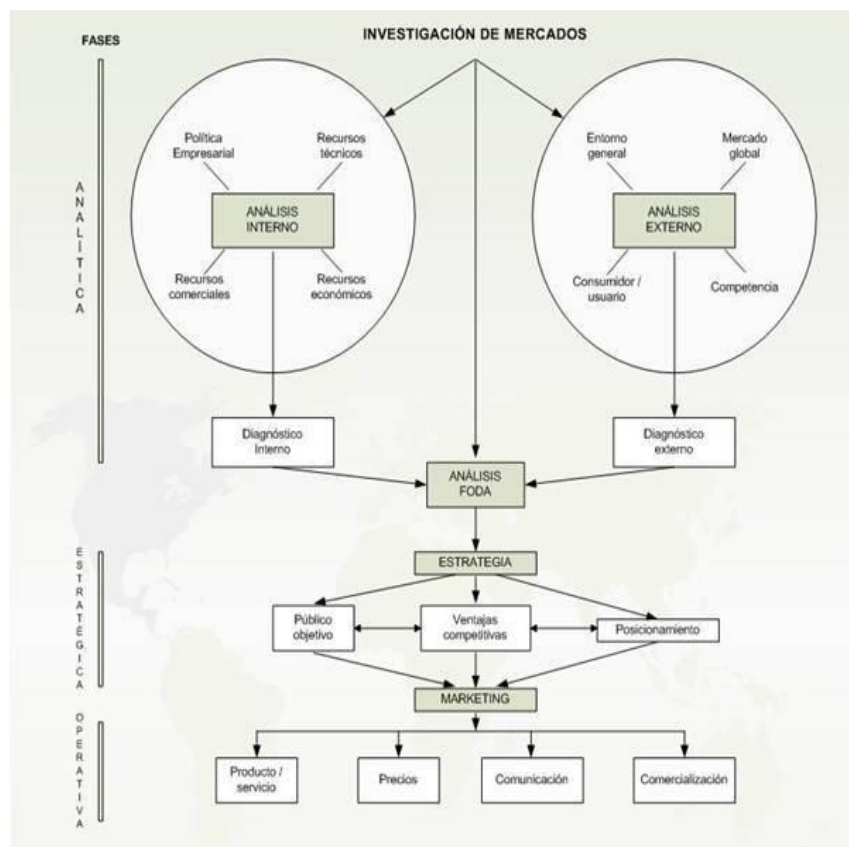 INVESTIGACIÓN DE MERCADOS
FASES
ANALÍTICA
Política
Empresarial
Recursos
técnicos
ANÁLISIS
INTERNO
Recursos
comerciales
Recursos
económicos
Entorno
general
Mercado
global
ANÁLISIS
EXTERNO
Consumidor /
usuario
Competencia
Diagnóstico
Interno
Diagnóstico
externo
ANÁLISIS
FODA
ESTRATÉGICA
ESTRATEGIA
Público
objetivo
Ventajas
competitivas
Posicionamiento
MARKETING
OPERATIVA
Producto /
servicio
Precios
Comunicación
Comercialización